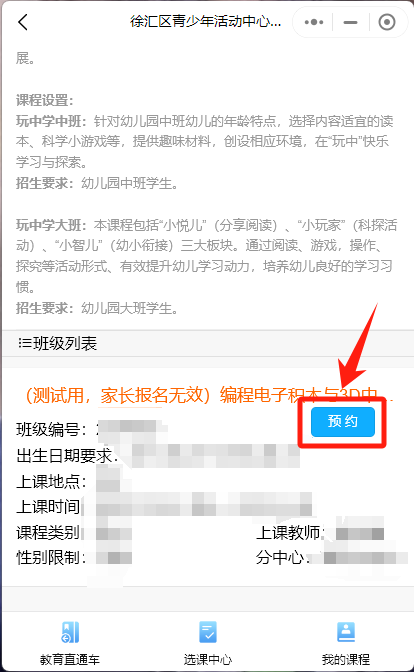 徐汇区青少年活动中心...
展。
课程设置：
玩中学中班：针对幼儿园中班幼儿的年龄特点，选择内容适宜的读
本、科学小游戏等，提供趣味材料，创设相应环境，在“玩中”快乐
学习与探索。
招生要求：幼儿园中班学生。
玩中学大班：本课程包括“小悦儿”（分享阅读）、“小玩家”（科探活
动）、“小智儿”（幼小衔接）三大板块。通过阅读、游戏，操作、
探究等活动形式、有效提升幼儿学习动力，培养幼儿良好的学习习
惯。
招生要求：幼儿园大班学生。
班级列表
（测试用，家长报名无效）编程电子积木与3D中...
班级编号：
预约
出生日期要求：
上课地点：
上课时间
课程类别： 上课教师：
性别限制： 分中心：
教育直通车 选课中心 我的课程